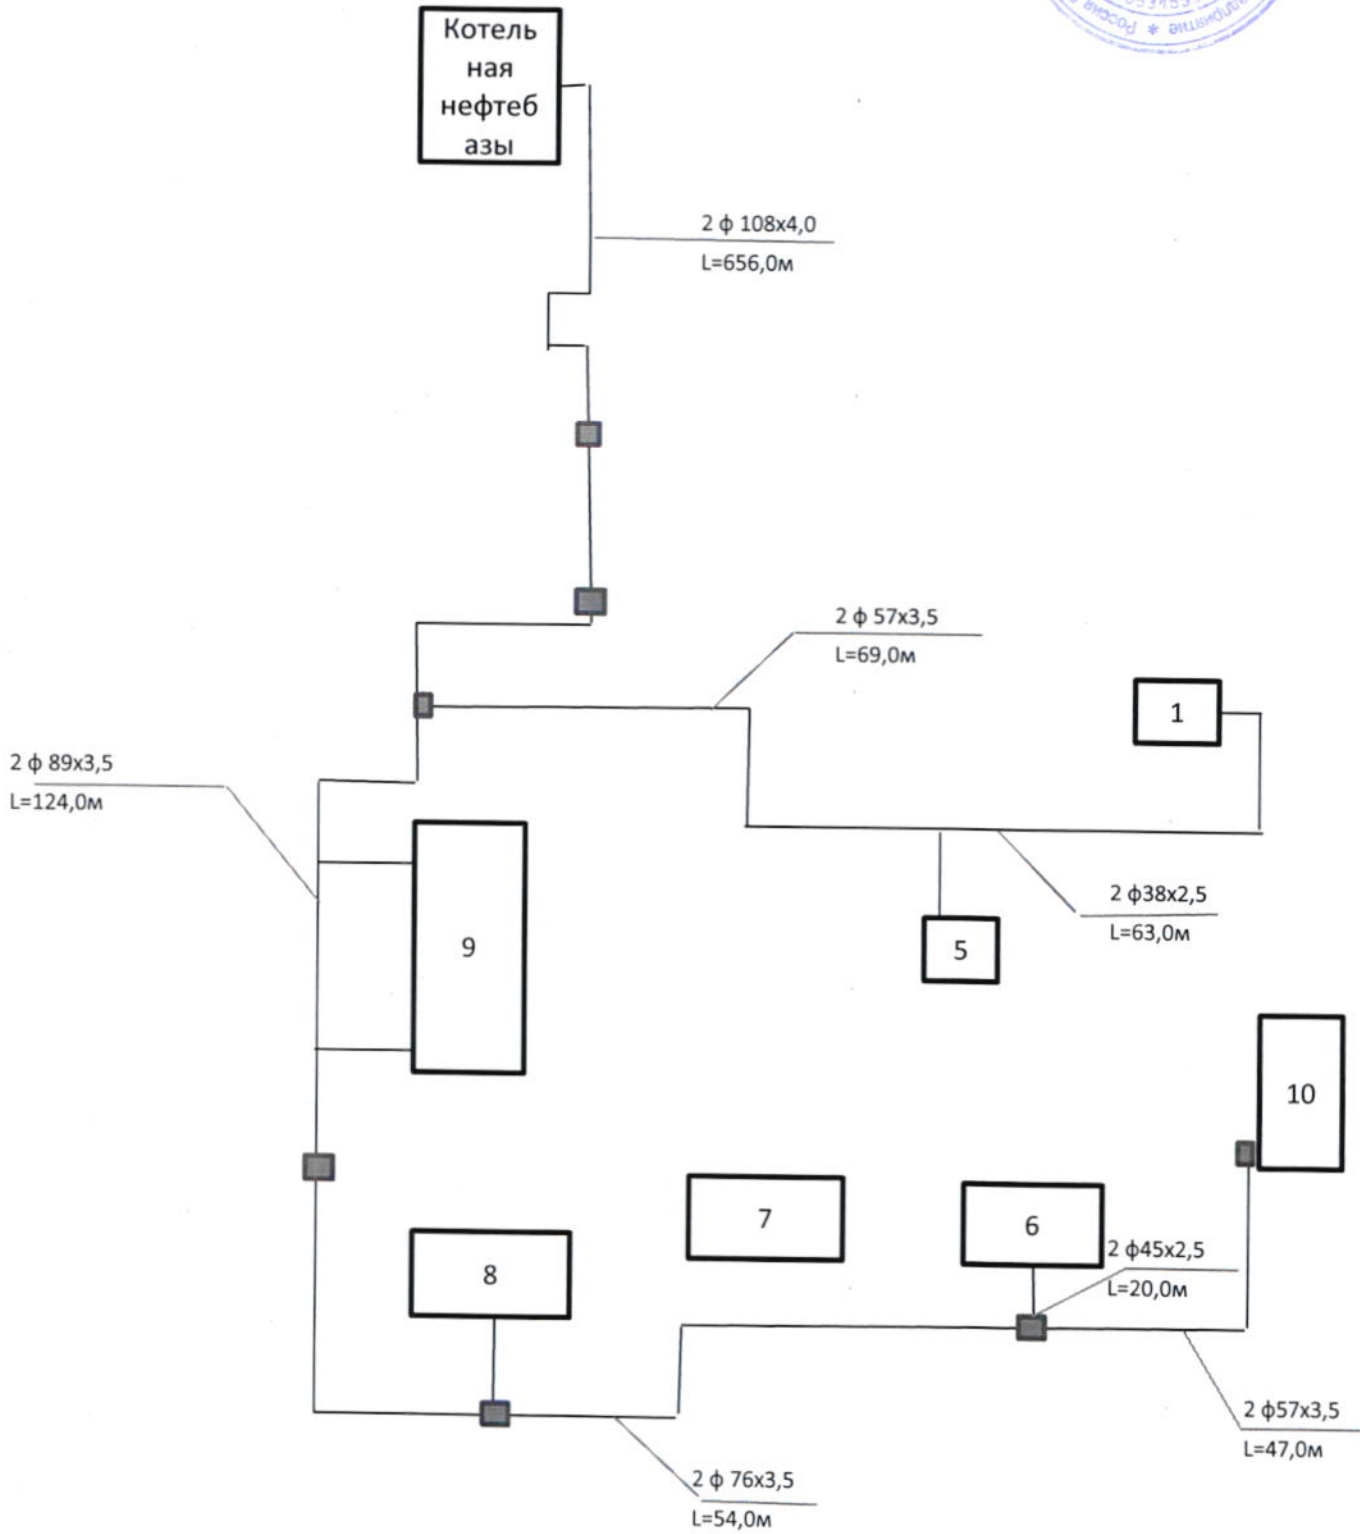 Котель
ная
нефтеб
азы
2 ф 108х4,0
L=656,0м
2 ф 57х3,5
L=69,0м
1
2 ф 89х3,5
L=124,0м
2 ф38х2,5
L=63,0м
9
5
10
7
6
2 ф45х2,5
L=20,0м
8
2 ф57х3,5
L=47,0м
2 ф 76х3,5
L=54,0м